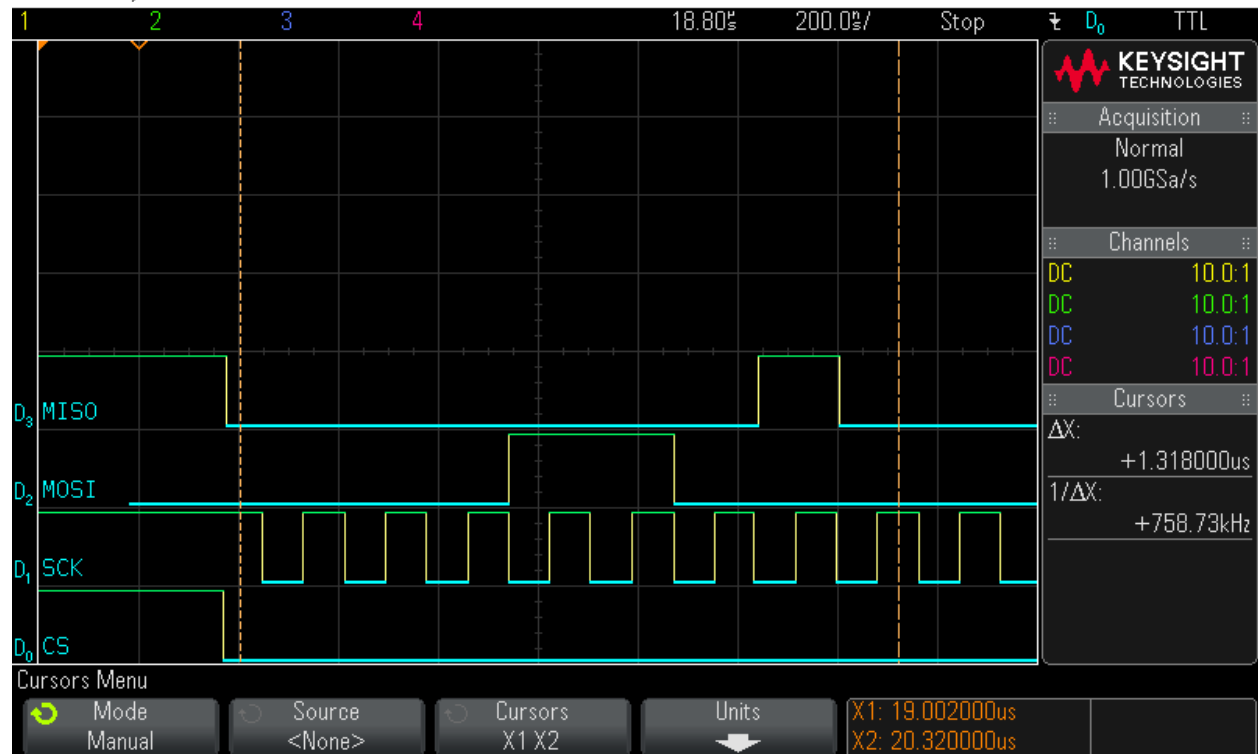 1 2 3 4 18.80µs 200.0ns/ Stop D0 TTL
KEYSIGHT
TECHNOLOGIES
Acquisition
Normal
1.00GSa/s
Channels
DC 10.0:1
DC 10.0:1
DC 10.0:1
DC 10.0:1
Cursors
ΔX:
+1.318000us
1/ΔX:
+758.73kHz
D3 MISO
D2 MOSI
D1 SCK
D0 CS
Cursors Menu
Mode
Manual
Source
<None>
Cursors
X1 X2
Units
X1: 19.002000us
X2: 20.320000us